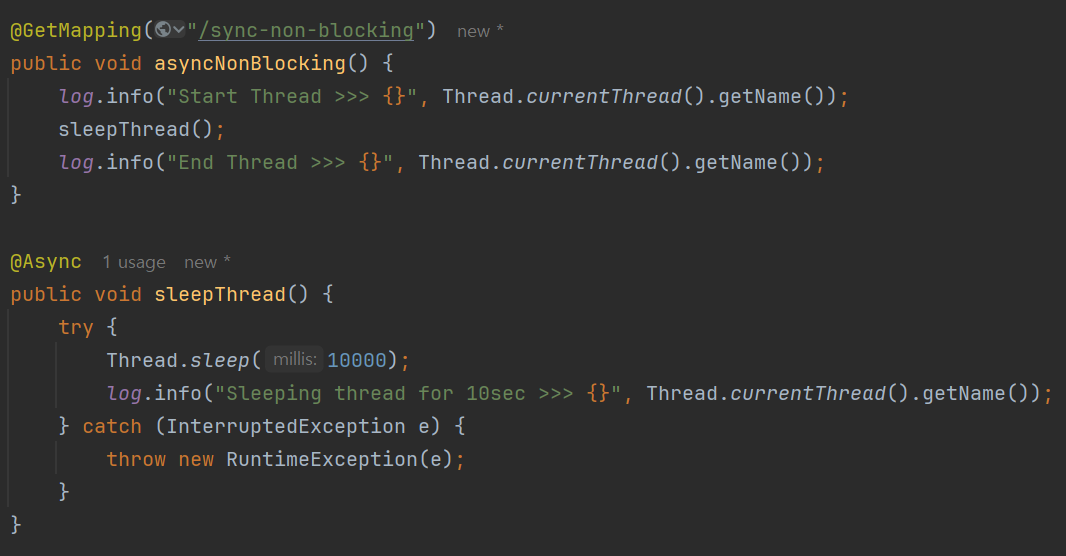 @GetMapping("/sync-non-blocking") new *
public void asyncNonBlocking() {
    log.info("Start Thread >>> {}", Thread.currentThread().getName());
    sleepThread();
    log.info("End Thread >>> {}", Thread.currentThread().getName());
}
@Async 1 usage new *
public void sleepThread() {
    try {
        Thread.sleep( millis: 10000);
        log.info("Sleeping thread for 10sec >>> {}", Thread.currentThread().getName());
    } catch (InterruptedException e) {
        throw new RuntimeException(e);
    }
}